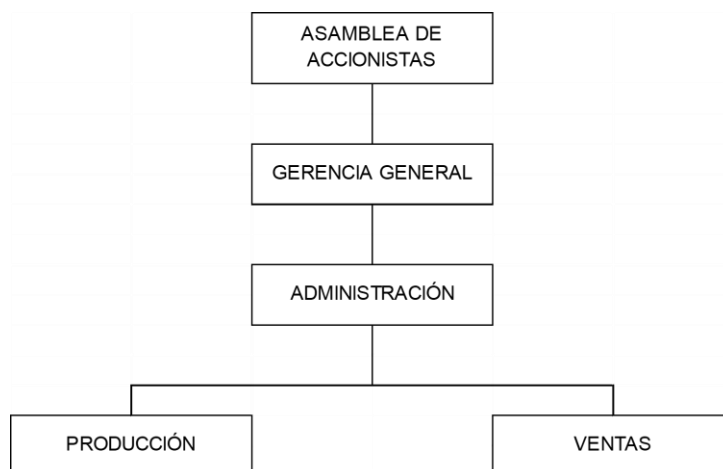 ASAMBLEA DE
ACCIONISTAS
GERENCIA GENERAL
ADMINISTRACIÓN
PRODUCCIÓN
VENTAS